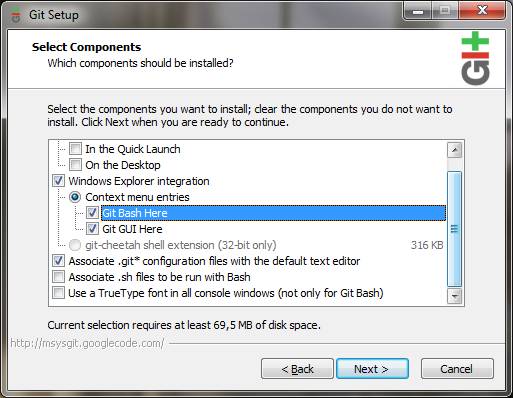 Git Setup
Select Components
Which components should be installed?
GIT
Select the components you want to install; clear the components you do not want to
install. Click Next when you are ready to continue.
In the Quick Launch
On the Desktop
Windows Explorer integration
Context menu entries
Git Bash Here
Git GUI Here
git-cheetah shell extension (32-bit only) 316 KB
Associate .git* configuration files with the default text editor
Associate .sh files to be run with Bash
Use a TrueType font in all console windows (not only for Git Bash)
Current selection requires at least 69,5 MB of disk space.
http://msysgit.googlecode.com/
< Back
Next >
Cancel